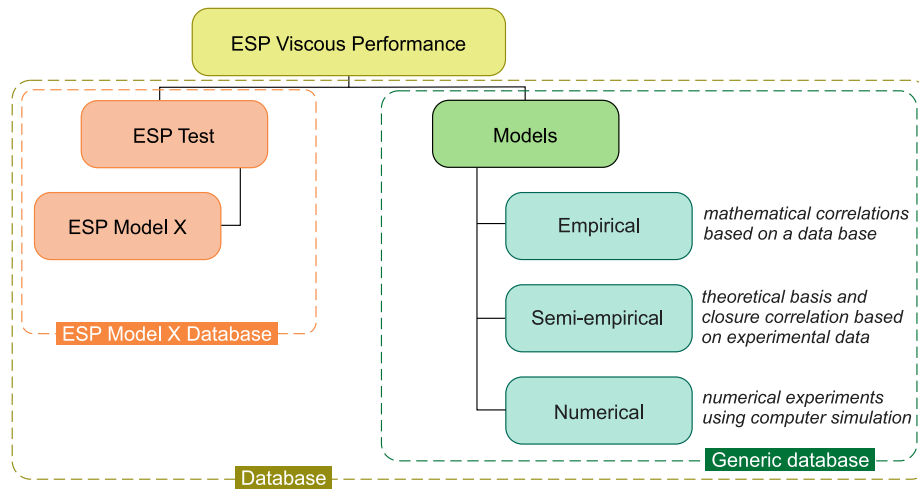 ESP Viscous Performance
ESP Test
ESP Model X
ESP Model X Database
Models
Empirical
mathematical correlations
based on a data base
Semi-empirical
theoretical basis and
closure correlation based
on experimental data
Numerical
numerical experiments
using computer simulation
Generic database
Database